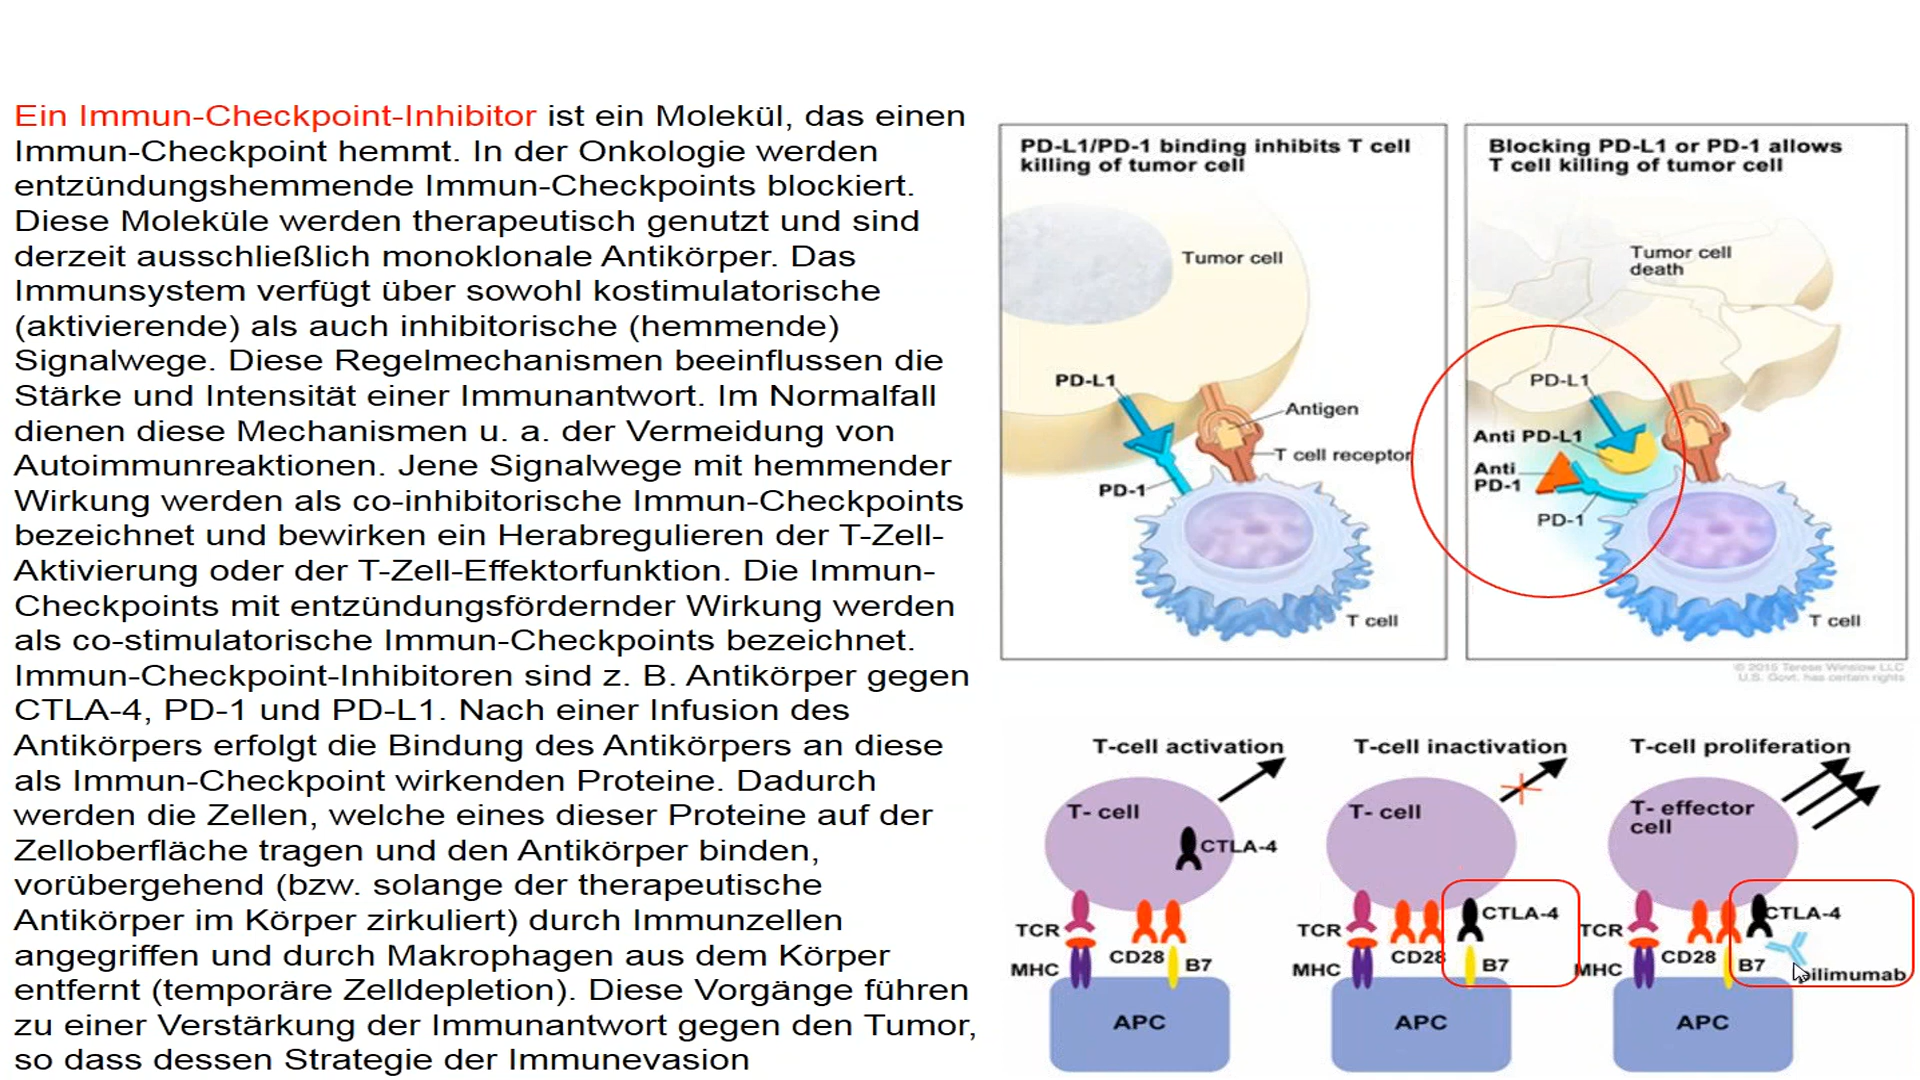 Ein Immun-Checkpoint-Inhibitor ist ein Molekül, das einen
Immun-Checkpoint hemmt. In der Onkologie werden
entzündungshemmende Immun-Checkpoints blockiert.
Diese Moleküle werden therapeutisch genutzt und sind
derzeit ausschließlich monoklonale Antikörper. Das
Immunsystem verfügt über sowohl kostimulatorische
(aktivierende) als auch inhibitorische (hemmende)
Signalwege. Diese Regelmechanismen beeinflussen die
Stärke und Intensität einer Immunantwort. Im Normalfall
dienen diese Mechanismen u. a. der Vermeidung von
Autoimmunreaktionen. Jene Signalwege mit hemmender
Wirkung werden als co-inhibitorische Immun-Checkpoints
bezeichnet und bewirken ein Herabregulieren der T-Zell-
Aktivierung oder der T-Zell-Effektorfunktion. Die Immun-
Checkpoints mit entzündungsfördernder Wirkung werden
als co-stimulatorische Immun-Checkpoints bezeichnet.
Immun-Checkpoint-Inhibitoren sind z. B. Antikörper gegen
CTLA-4, PD-1 und PD-L1. Nach einer Infusion des
Antikörpers erfolgt die Bindung des Antikörpers an diese
als Immun-Checkpoint wirkenden Proteine. Dadurch
werden die Zellen, welche eines dieser Proteine auf der
Zelloberfläche tragen und den Antikörper binden,
vorübergehend (bzw. solange der therapeutische
Antikörper im Körper zirkuliert) durch Immunzellen
angegriffen und durch Makrophagen aus dem Körper
entfernt (temporäre Zelldepletion). Diese Vorgänge führen
zu einer Verstärkung der Immunantwort gegen den Tumor,
so dass dessen Strategie der Immunevasion
PD-L1/PD-1 binding inhibits T cell
killing of tumor cell
Tumor cell
PD-L1
Antigen
T cell receptor
PD-1
T cell
Blocking PD-L1 or PD-1 allows
T cell killing of tumor cell
Tumor cell
death
PD-L1
Anti PD-L1
Anti
PD-1
PD-1
T cell
© 2015 Terese Winslow LLC
U.S. Govt. has certain rights
T-cell activation
T- cell
CTLA-4
TCR
MHC
CD28
B7
APC
T-cell inactivation
T- cell
CTLA-4
TCR
MHC
CD28
B7
APC
T-cell proliferation
T- effector
cell
CTLA-4
TCR
MHC
CD28
B7
APC